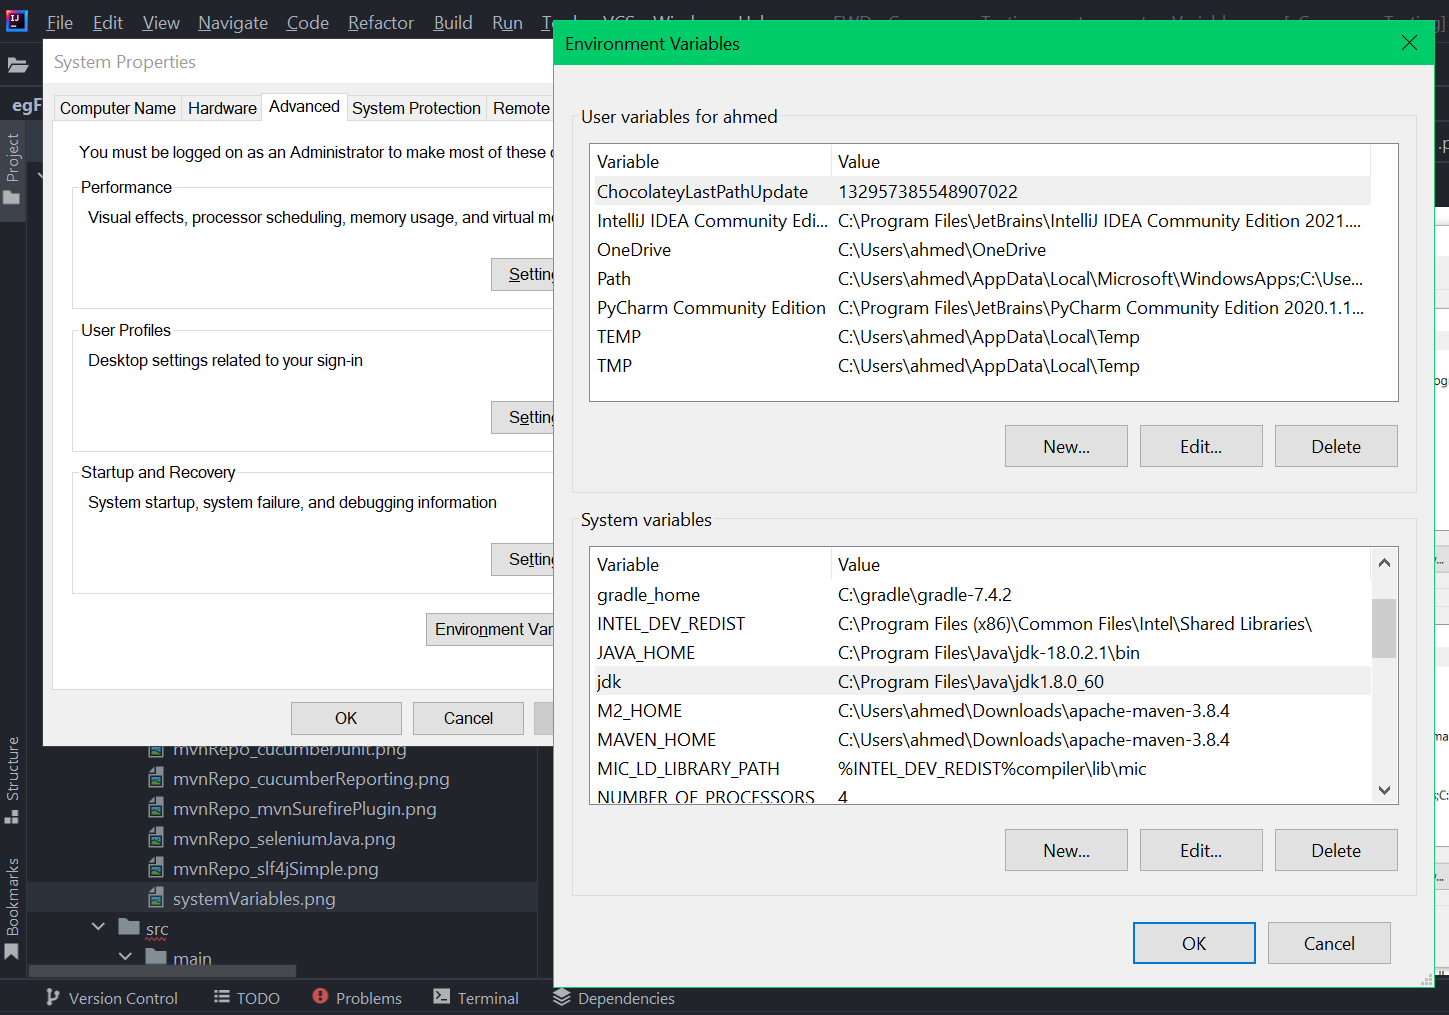 File Edit View Navigate Code Refactor Build Run
System Properties
Computer Name Hardware Advanced System Protection Remote
You must be logged on as an Administrator to make most of these
Performance
Visual effects, processor scheduling, memory usage, and virtual
User Profiles
Desktop settings related to your sign-in
Startup and Recovery
System startup, system failure, and debugging information
OK Cancel
Environment Variables
User variables for ahmed
Variable Value
ChocolateyLastPathUpdate 132957385548907022
IntelliJ IDEA Community Edi... C:\Program Files\JetBrains\IntelliJ IDEA Community Edition 2021....
OneDrive C:\Users\ahmed\OneDrive
Path C:\Users\ahmed\AppData\Local\Microsoft\WindowsApps;C:\Use...
PyCharm Community Edition C:\Program Files\JetBrains\PyCharm Community Edition 2020.1.1...
TEMP C:\Users\ahmed\AppData\Local\Temp
TMP C:\Users\ahmed\AppData\Local\Temp
New... Edit... Delete
System variables
Variable Value
gradle_home C:\gradle\gradle-7.4.2
INTEL_DEV_REDIST C:\Program Files (x86)\Common Files\Intel\Shared Libraries\
JAVA_HOME C:\Program Files\Java\jdk-18.0.2.1\bin
jdk C:\Program Files\Java\jdk1.8.0_60
M2_HOME C:\Users\ahmed\Downloads\apache-maven-3.8.4
MAVEN_HOME C:\Users\ahmed\Downloads\apache-maven-3.8.4
MIC_LD_LIBRARY_PATH %INTEL_DEV_REDIST%compiler\lib\mic
NUMBER_OF_PROCESSORS 4
New... Edit... Delete
OK Cancel
Project
Structure
Bookmarks
mvnRepo_cucumberJunit.png
mvnRepo_cucumberReporting.png
mvnRepo_mvnSurefirePlugin.png
mvnRepo_seleniumJava.png
mvnRepo_slf4jSimple.png
systemVariables.png
src
main
Version Control TODO Problems Terminal Dependencies